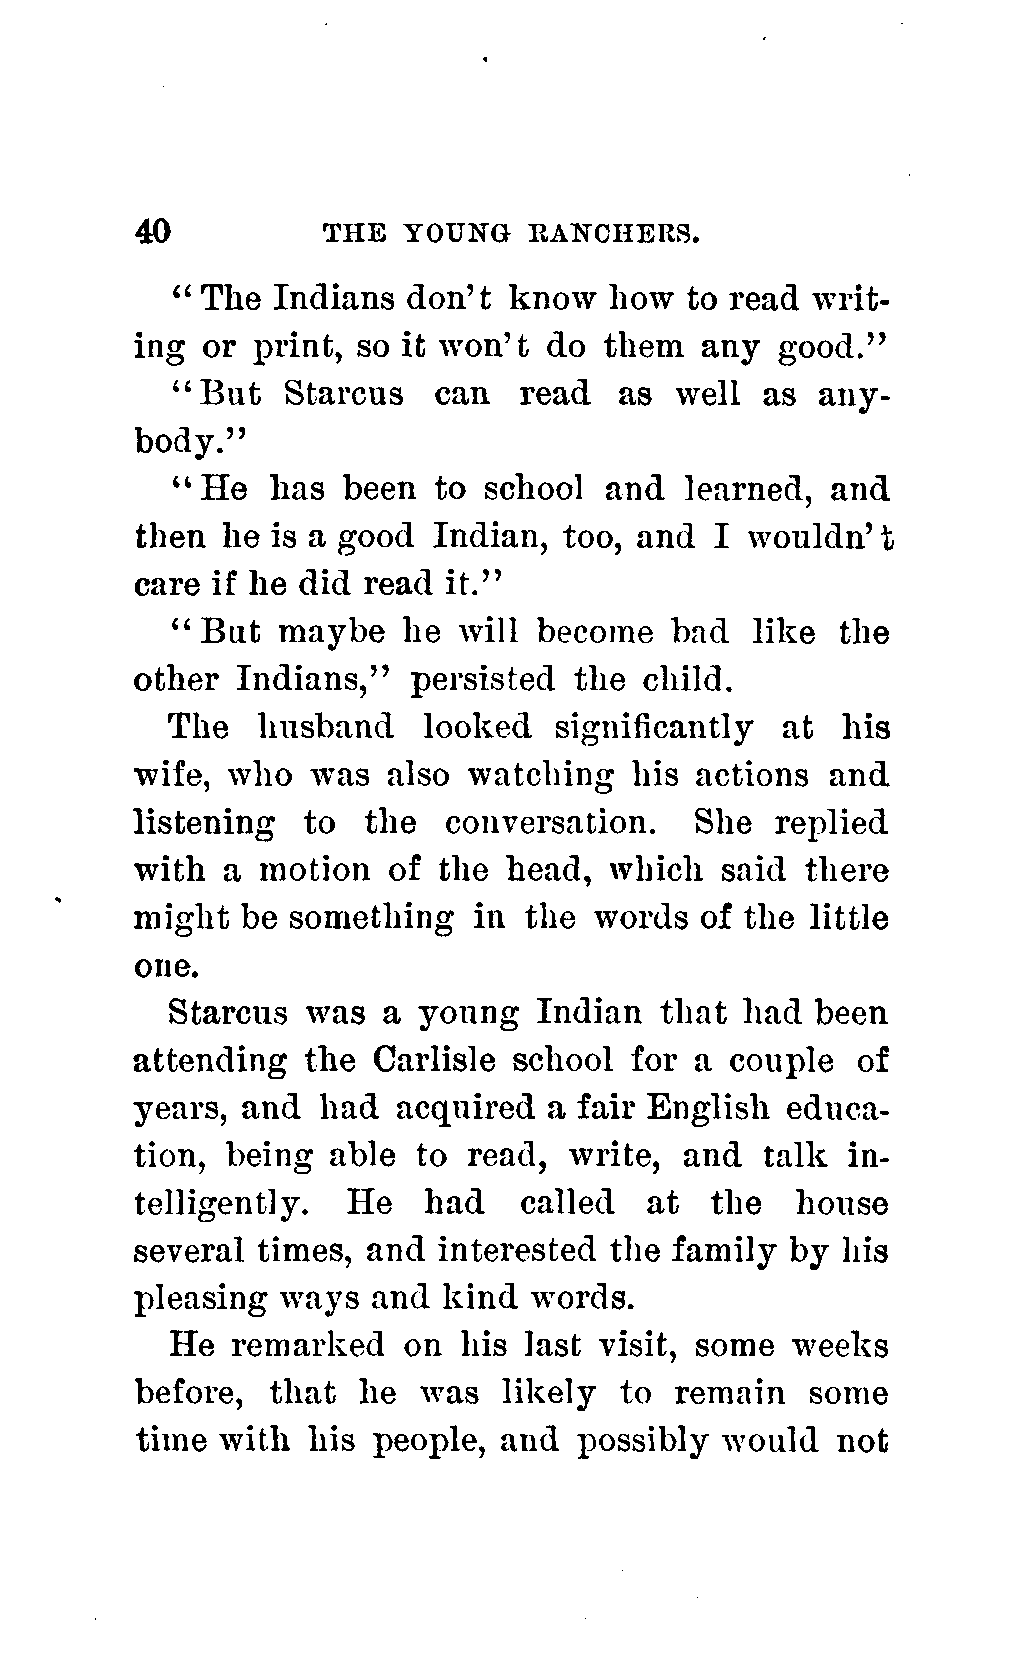 40 THE YOUNG RANCHERS.
“The Indians don’t know how to read writ-
ing or print, so it won’t do them any good.”
“But Starcus can read as well as any-
body.”
“He has been to school and learned, and
then he is a good Indian, too, and I wouldn’t
care if he did read it.”
“But maybe he will become bad like the
other Indians,” persisted the child.
The husband looked significantly at his
wife, who was also watching his actions and
listening to the conversation. She replied
with a motion of the head, which said there
might be something in the words of the little
one.
Starcus was a young Indian that had been
attending the Carlisle school for a couple of
years, and had acquired a fair English educa-
tion, being able to read, write, and talk in-
telligently. He had called at the house
several times, and interested the family by his
pleasing ways and kind words.
He remarked on his last visit, some weeks
before, that he was likely to remain some
time with his people, and possibly would not